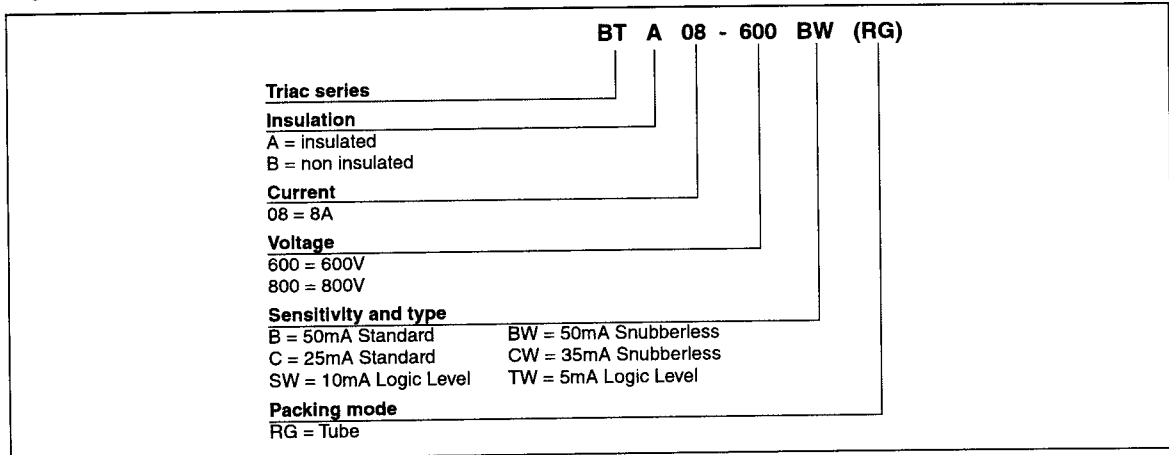 BT A 08 - 600 BW (RG)
Triac series
Insulation
A = insulated
B = non insulated
Current
08 = 8A
Voltage
600 = 600V
800 = 800V
Sensitivity and type
B = 50mA Standard BW = 50mA Snubberless
C = 25mA Standard CW = 35mA Snubberless
SW = 10mA Logic Level TW = 5mA Logic Level
Packing mode
RG = Tube